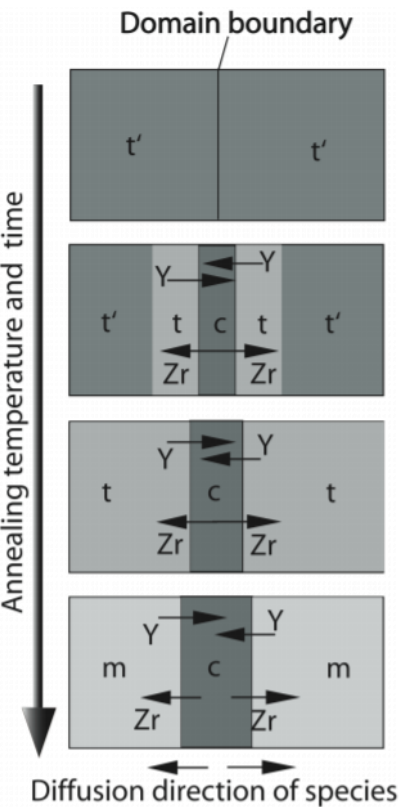 Domain boundary
t′ t′
Annealing temperature and time
Y
Y
t′ t c t t′
Zr Zr
Y Y
t c t
Zr Zr
Y Y
m c m
Zr Zr
Diffusion direction of species